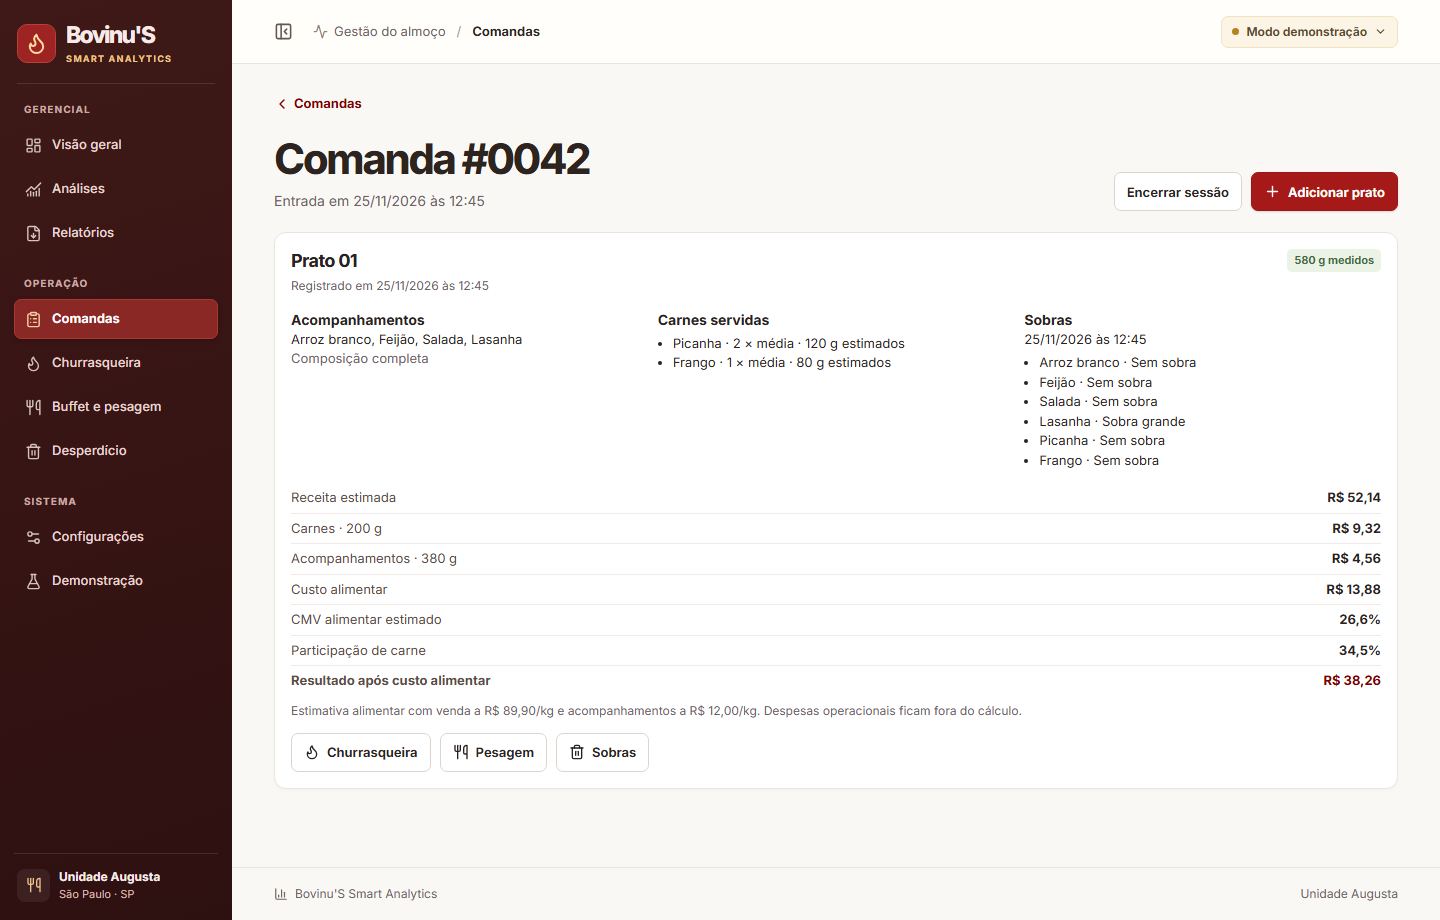 Bovinu'S
SMART ANALYTICS
GERENCIAL
Visão geral
Análises
Relatórios
OPERAÇÃO
Comandas
Churrasqueira
Buffet e pesagem
Desperdício
SISTEMA
Configurações
Demonstração
Unidade Augusta
São Paulo · SP
Gestão do almoço / Comandas
Modo demonstração
Comandas
Comanda #0042
Entrada em 25/11/2026 às 12:45
Encerrar sessão
Adicionar prato
Prato 01
580 g medidos
Registrado em 25/11/2026 às 12:45
Acompanhamentos
Arroz branco, Feijão, Salada, Lasanha
Composição completa
Carnes servidas
• Picanha · 2 × média · 120 g estimados
• Frango · 1 × média · 80 g estimados
Sobras
25/11/2026 às 12:45
• Arroz branco · Sem sobra
• Feijão · Sem sobra
• Salada · Sem sobra
• Lasanha · Sobra grande
• Picanha · Sem sobra
• Frango · Sem sobra
Receita estimada R$ 52,14
Carnes · 200 g R$ 9,32
Acompanhamentos · 380 g R$ 4,56
Custo alimentar R$ 13,88
CMV alimentar estimado 26,6%
Participação de carne 34,5%
Resultado após custo alimentar R$ 38,26
Estimativa alimentar com venda a R$ 89,90/kg e acompanhamentos a R$ 12,00/kg. Despesas operacionais ficam fora do cálculo.
Churrasqueira
Pesagem
Sobras
Bovinu'S Smart Analytics
Unidade Augusta